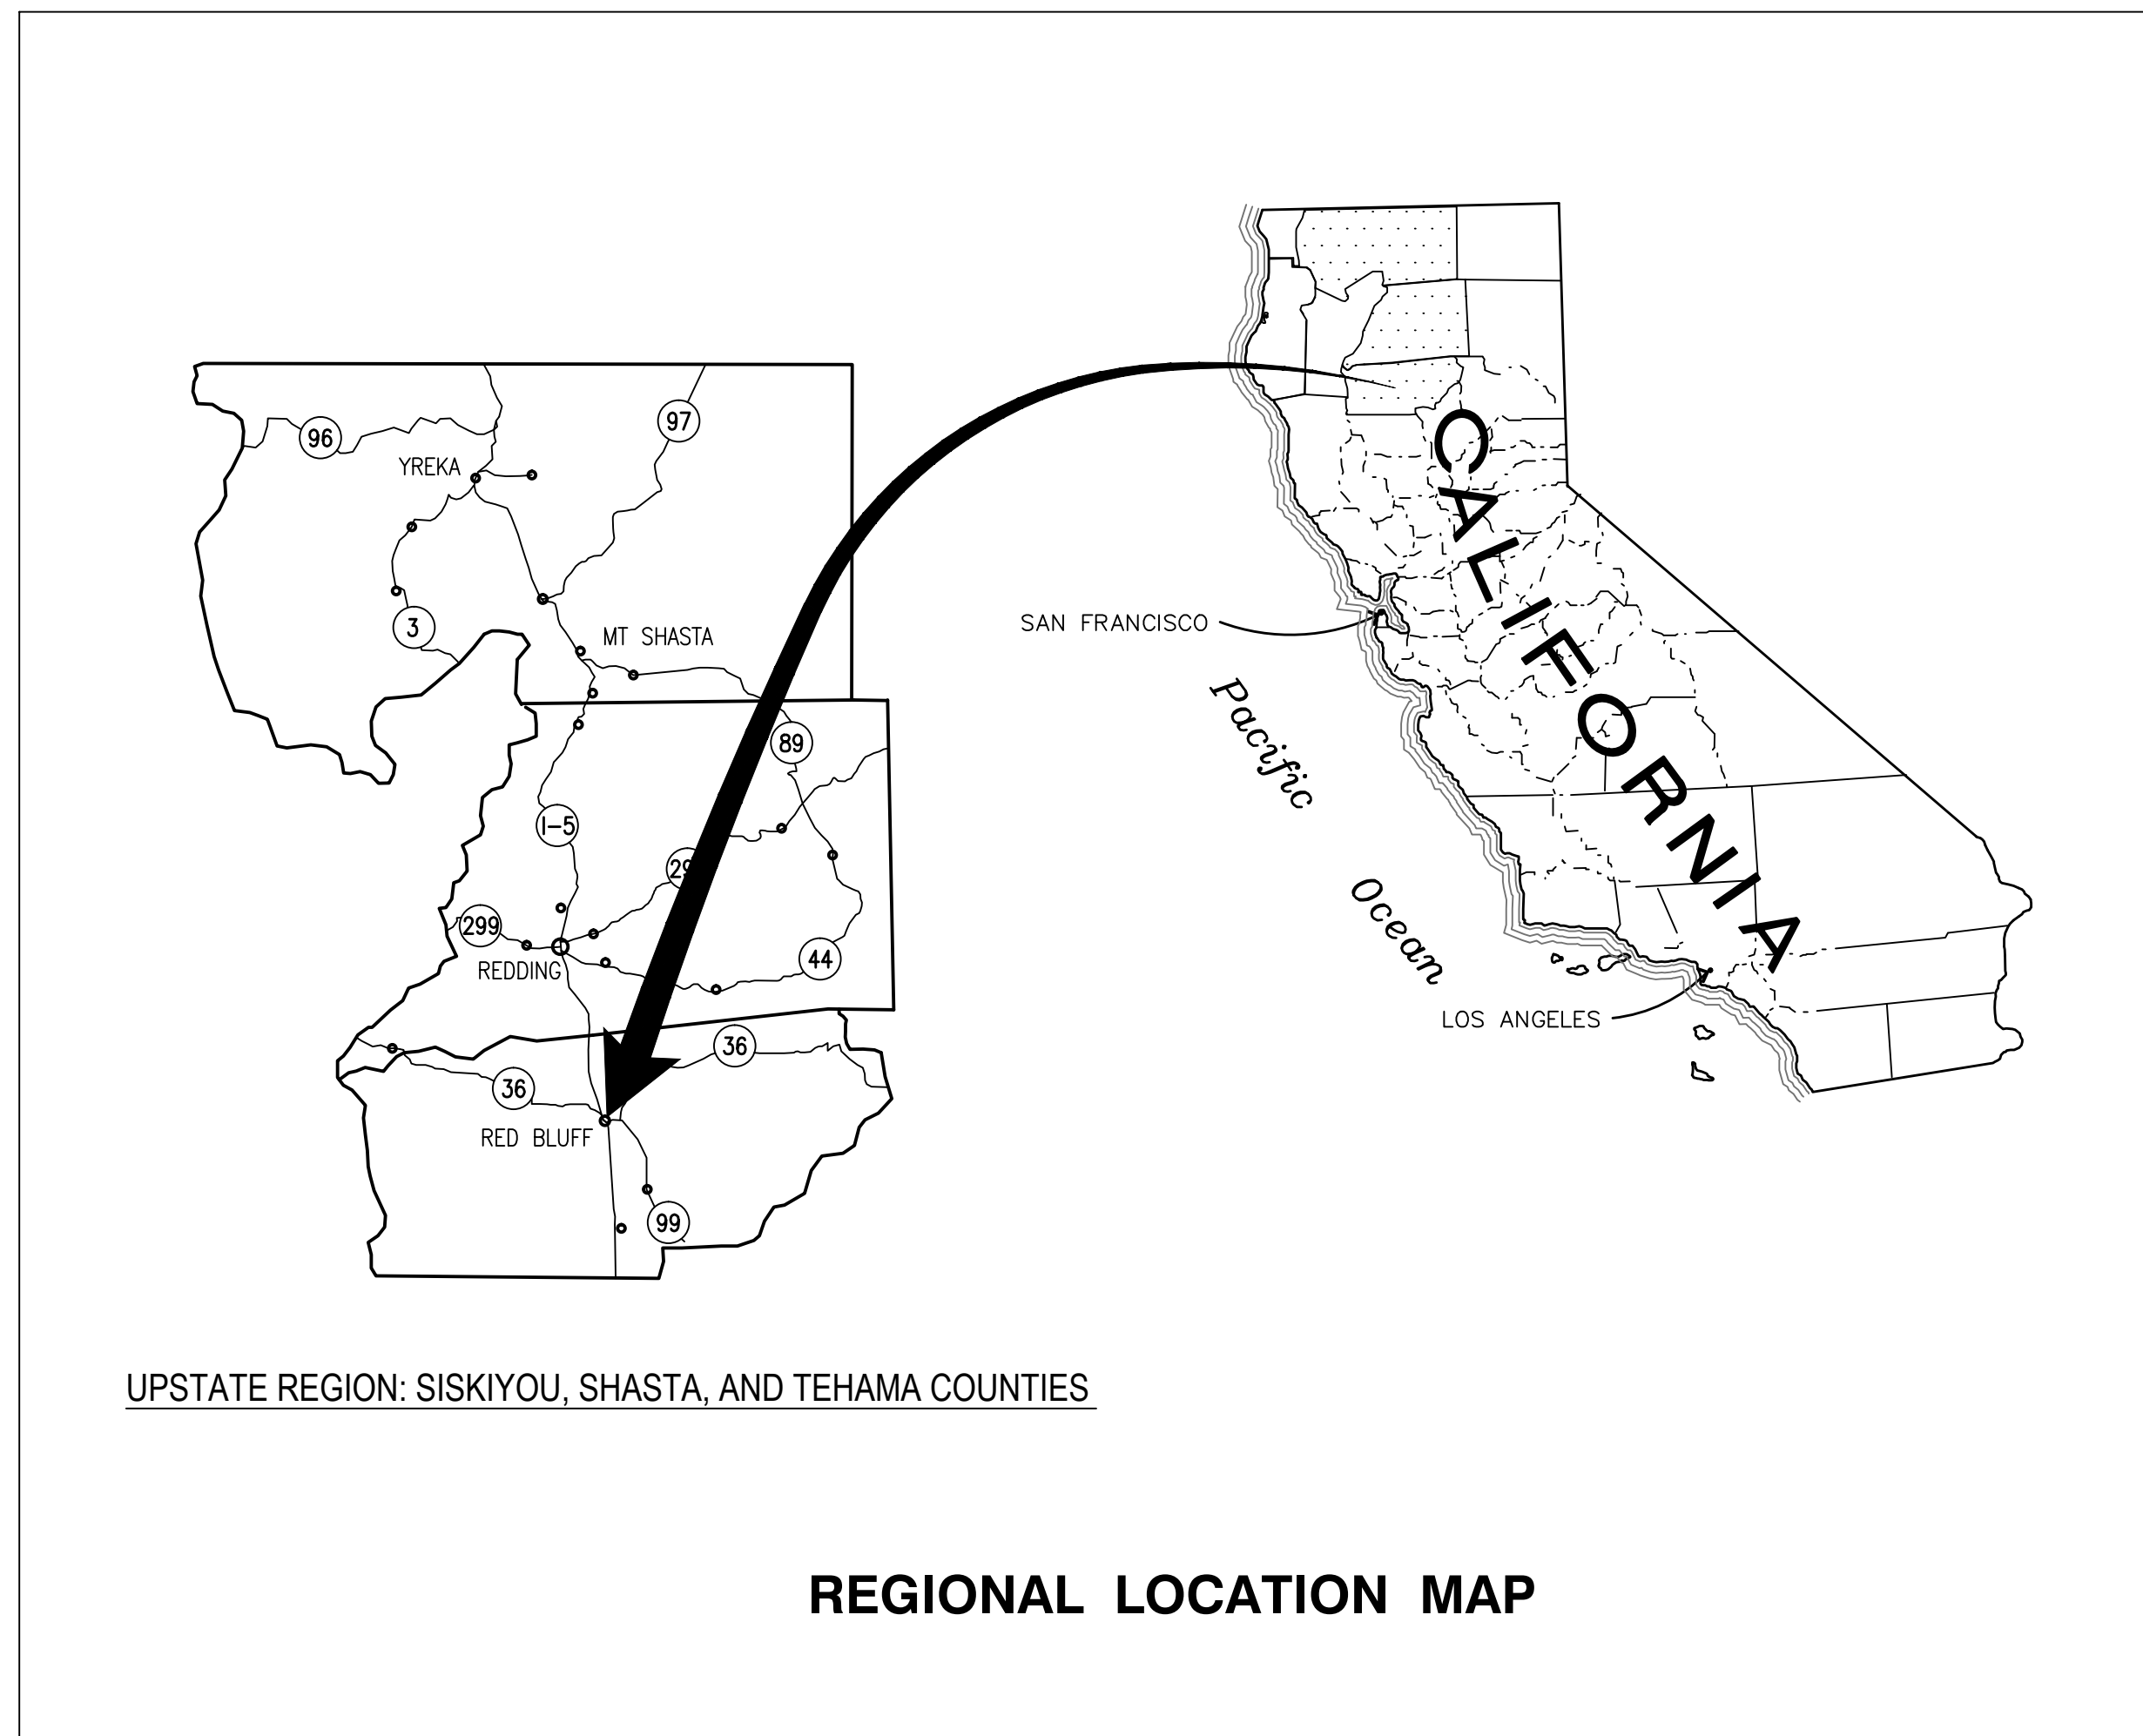 96
97
YREKA
3
MT SHASTA
89
I-5
29
299
REDDING
44
36
36
RED BLUFF
99
CALIFORNIA
SAN FRANCISCO
Pacific
Ocean
LOS ANGELES
UPSTATE REGION: SISKIYOU, SHASTA, AND TEHAMA COUNTIES
REGIONAL LOCATION MAP